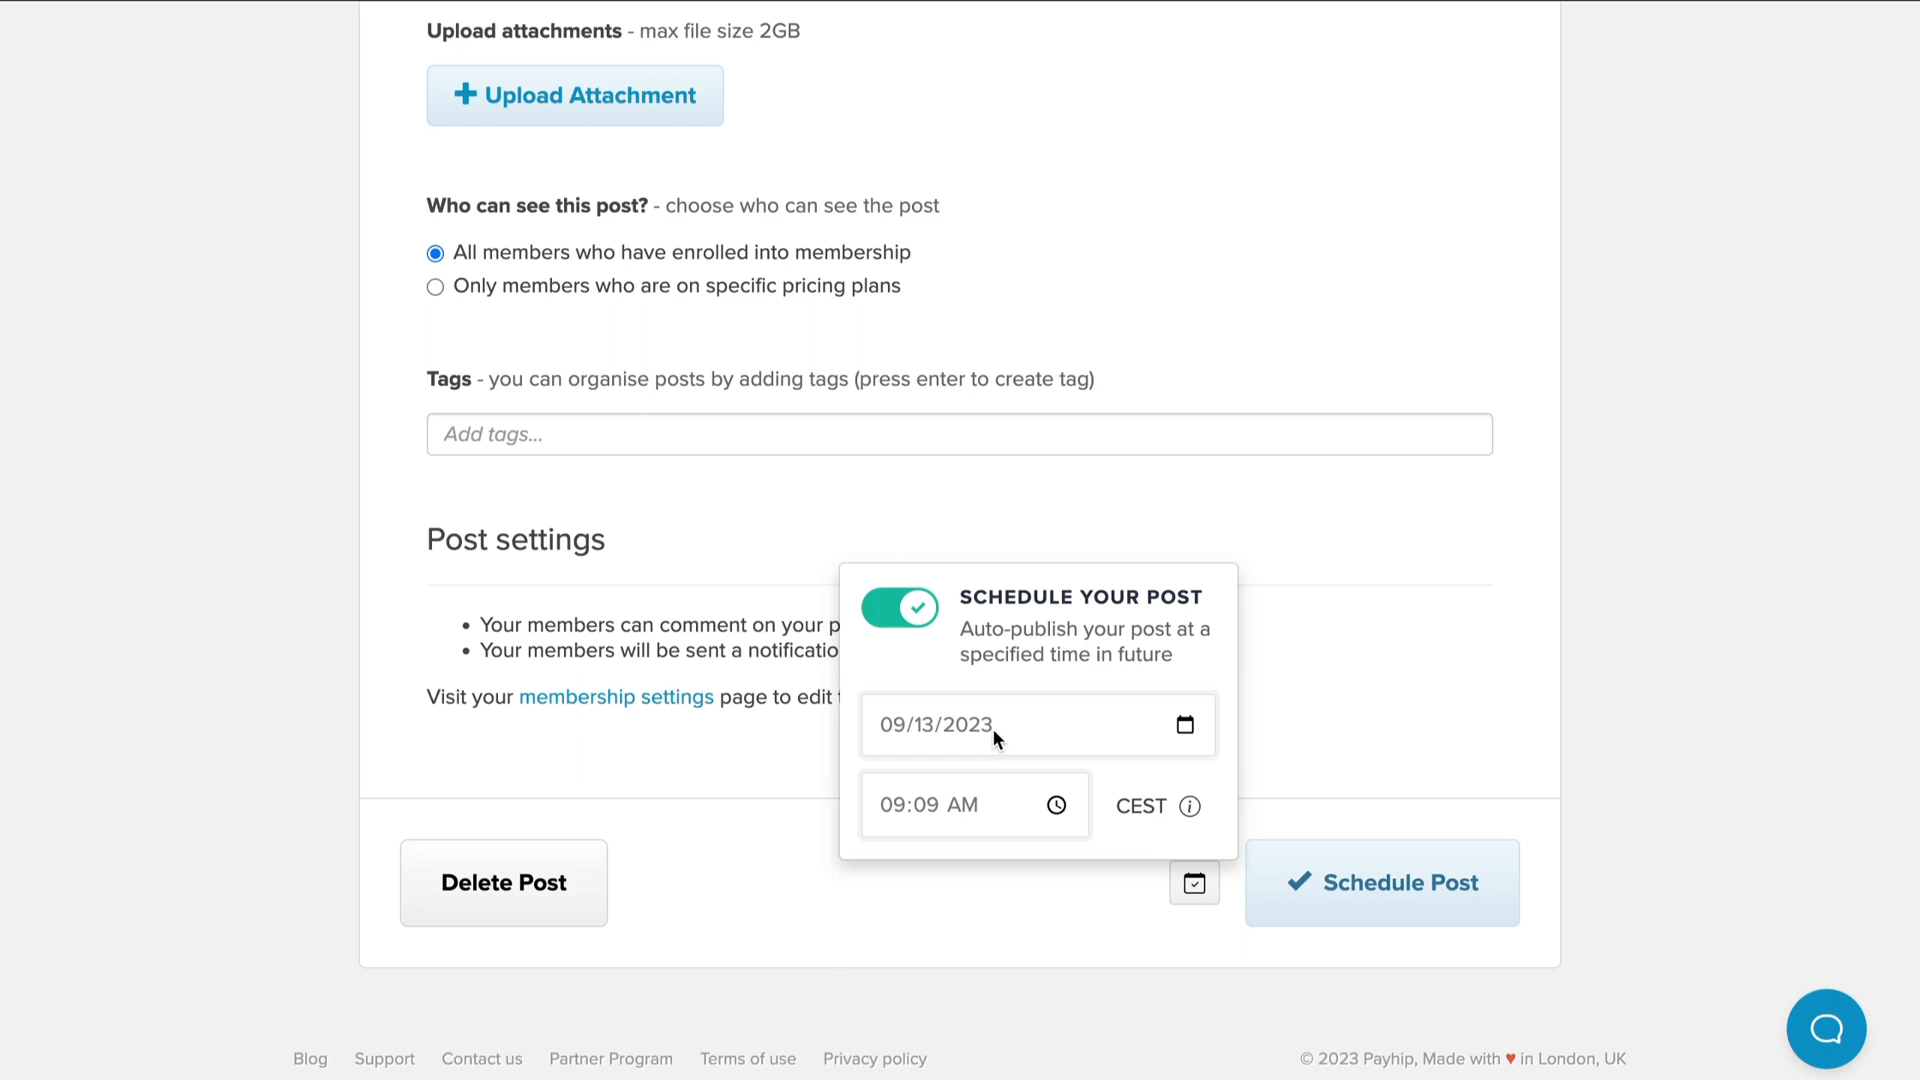 Upload attachments - max file size 2GB
Upload Attachment
Who can see this post? - choose who can see the post
All members who have enrolled into membership
Only members who are on specific pricing plans
Tags - you can organise posts by adding tags (press enter to create tag)
Add tags...
Post settings
Your members can comment on your p
Your members will be sent a notificatio
Visit your membership settings page to edit
SCHEDULE YOUR POST
Auto-publish your post at a
specified time in future
09/13/2023
09:09 AM
CEST
Delete Post
Schedule Post
Blog Support Contact us Partner Program Terms of use Privacy policy
© 2023 Payhip, Made with ♥ in London, UK